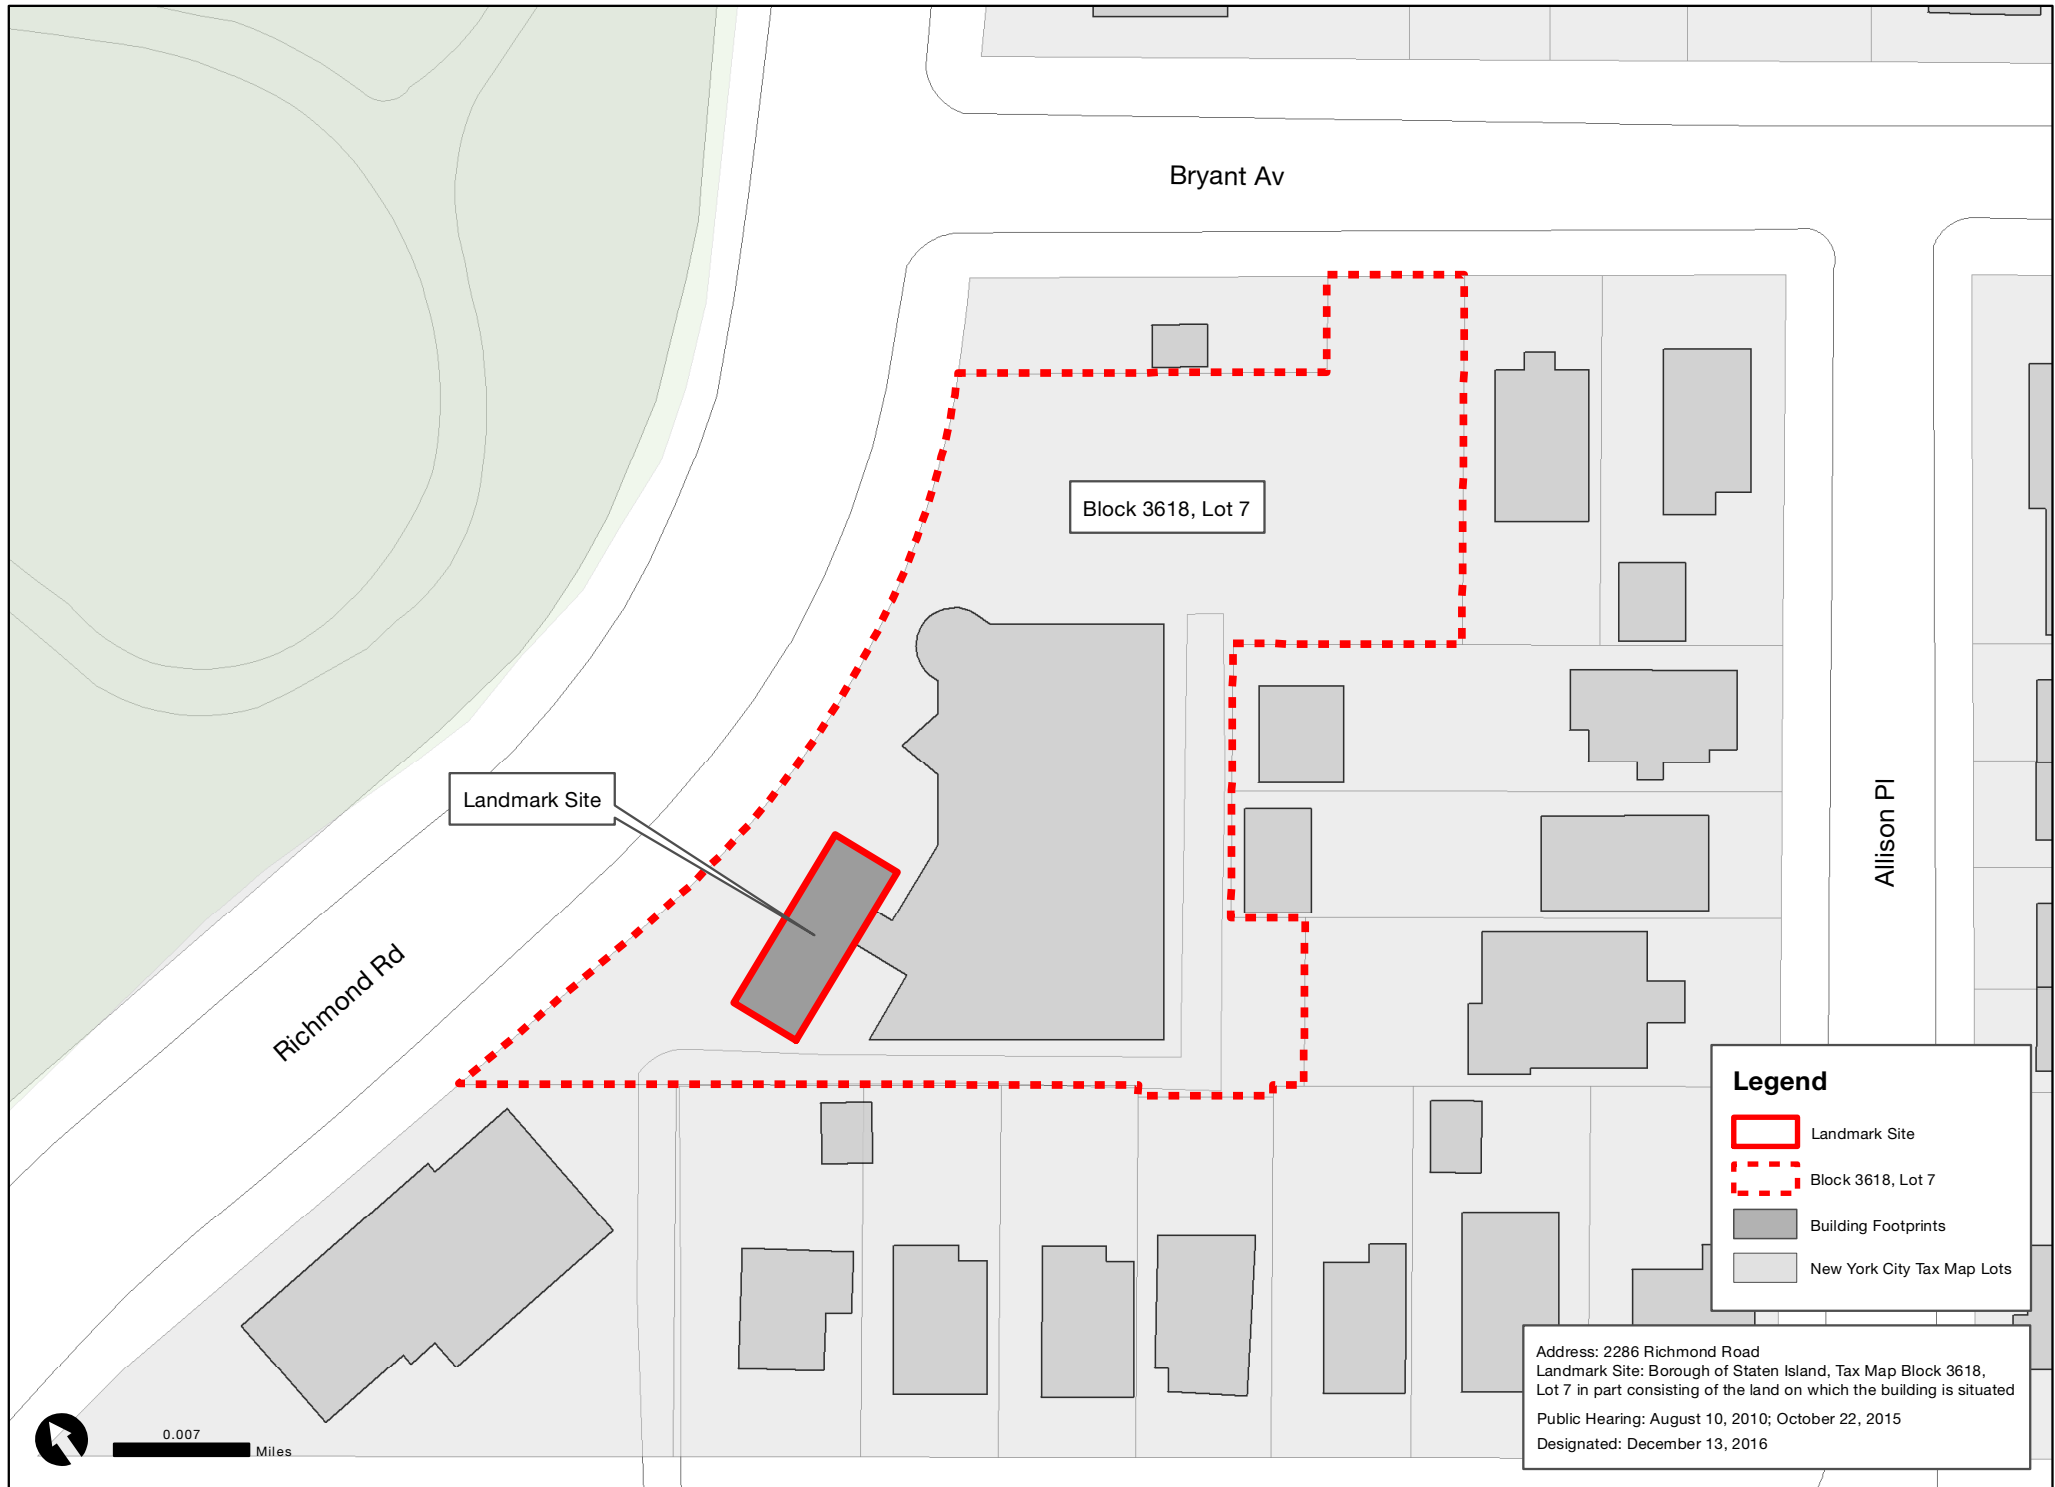 Bryant Av
Block 3618, Lot 7
Landmark Site
Allison Pl
Richmond Rd
Legend
Landmark Site
Block 3618, Lot 7
Building Footprints
New York City Tax Map Lots
Address: 2286 Richmond Road
Landmark Site: Borough of Staten Island, Tax Map Block 3618,
Lot 7 in part consisting of the land on which the building is situated
Public Hearing: August 10, 2010; October 22, 2015
Designated: December 13, 2016
0.007
Miles